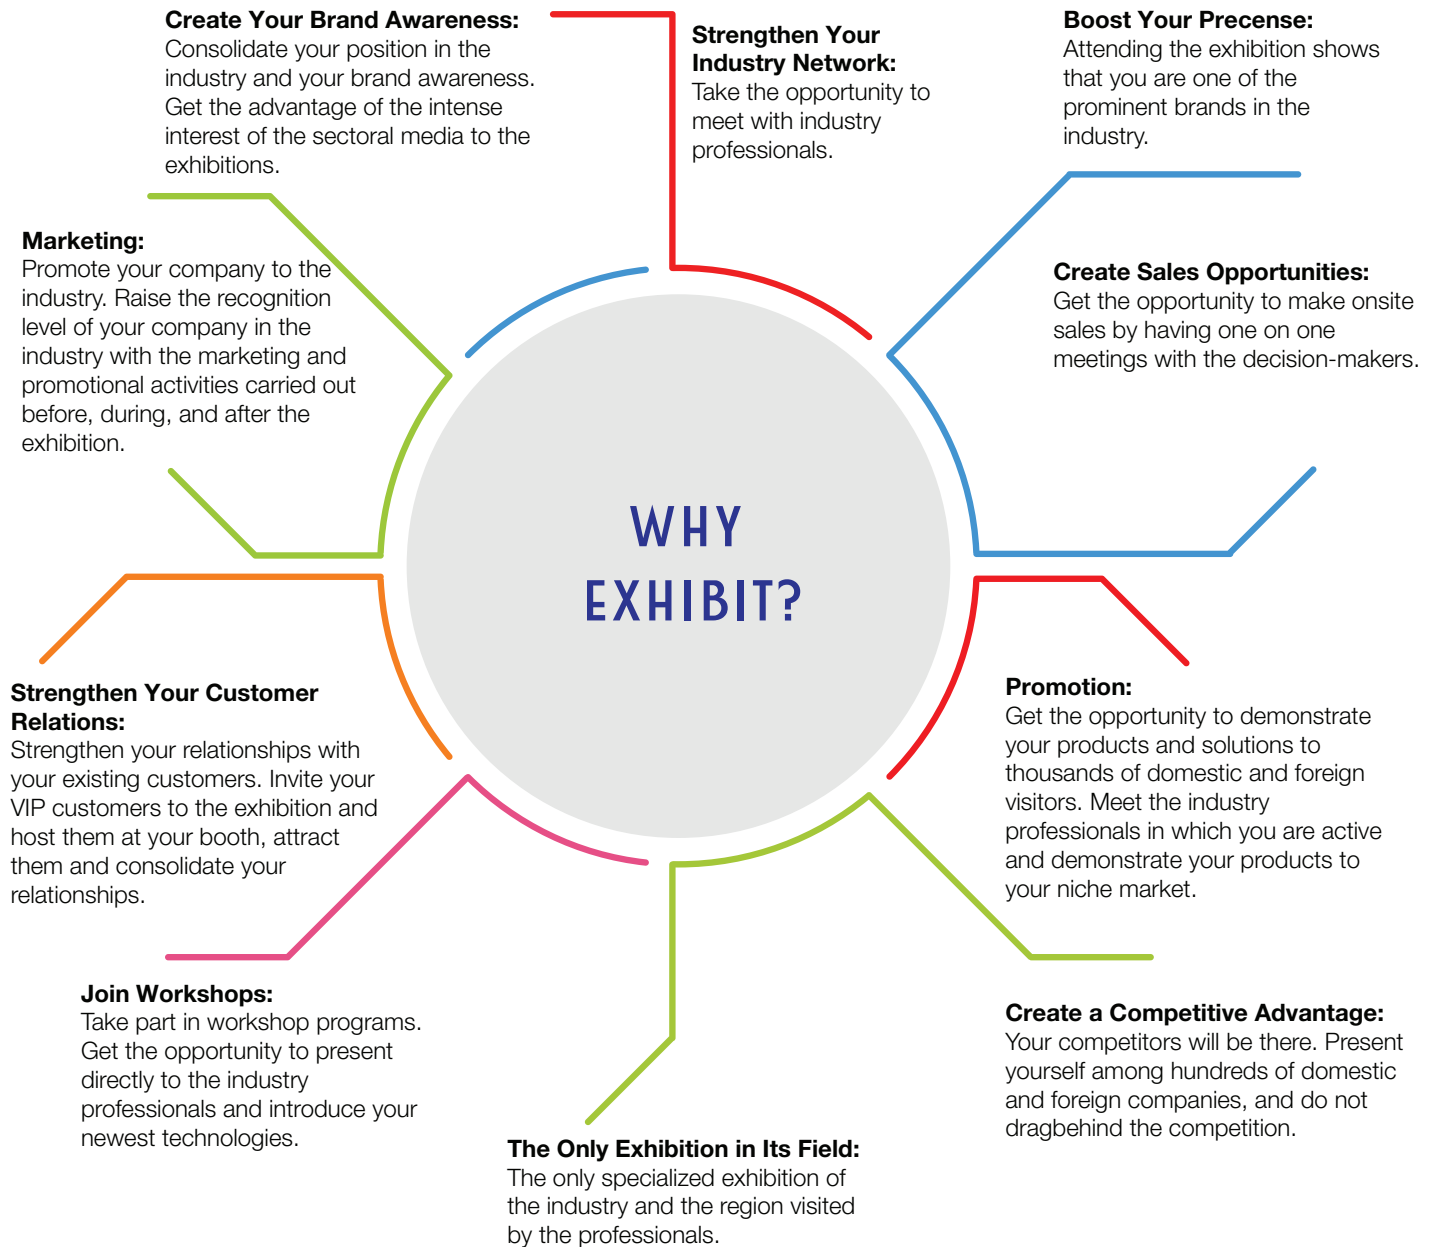 Create Your Brand Awareness:
Consolidate your position in the
industry and your brand awareness.
Get the advantage of the intense
interest of the sectoral media to the
exhibitions.
Strengthen Your
Industry Network:
Take the opportunity to
meet with industry
professionals.
Boost Your Precense:
Attending the exhibition shows
that you are one of the
prominent brands in the
industry.
Marketing:
Promote your company to the
industry. Raise the recognition
level of your company in the
industry with the marketing and
promotional activities carried out
before, during, and after the
exhibition.
Create Sales Opportunities:
Get the opportunity to make onsite
sales by having one on one
meetings with the decision-makers.
WHY
EXHIBIT?
Strengthen Your Customer
Relations:
Strengthen your relationships with
your existing customers. Invite your
VIP customers to the exhibition and
host them at your booth, attract
them and consolidate your
relationships.
Promotion:
Get the opportunity to demonstrate
your products and solutions to
thousands of domestic and foreign
visitors. Meet the industry
professionals in which you are active
and demonstrate your products to
your niche market.
Join Workshops:
Take part in workshop programs.
Get the opportunity to present
directly to the industry
professionals and introduce your
newest technologies.
Create a Competitive Advantage:
Your competitors will be there. Present
yourself among hundreds of domestic
and foreign companies, and do not
dragbehind the competition.
The Only Exhibition in Its Field:
The only specialized exhibition of
the industry and the region visited
by the professionals.